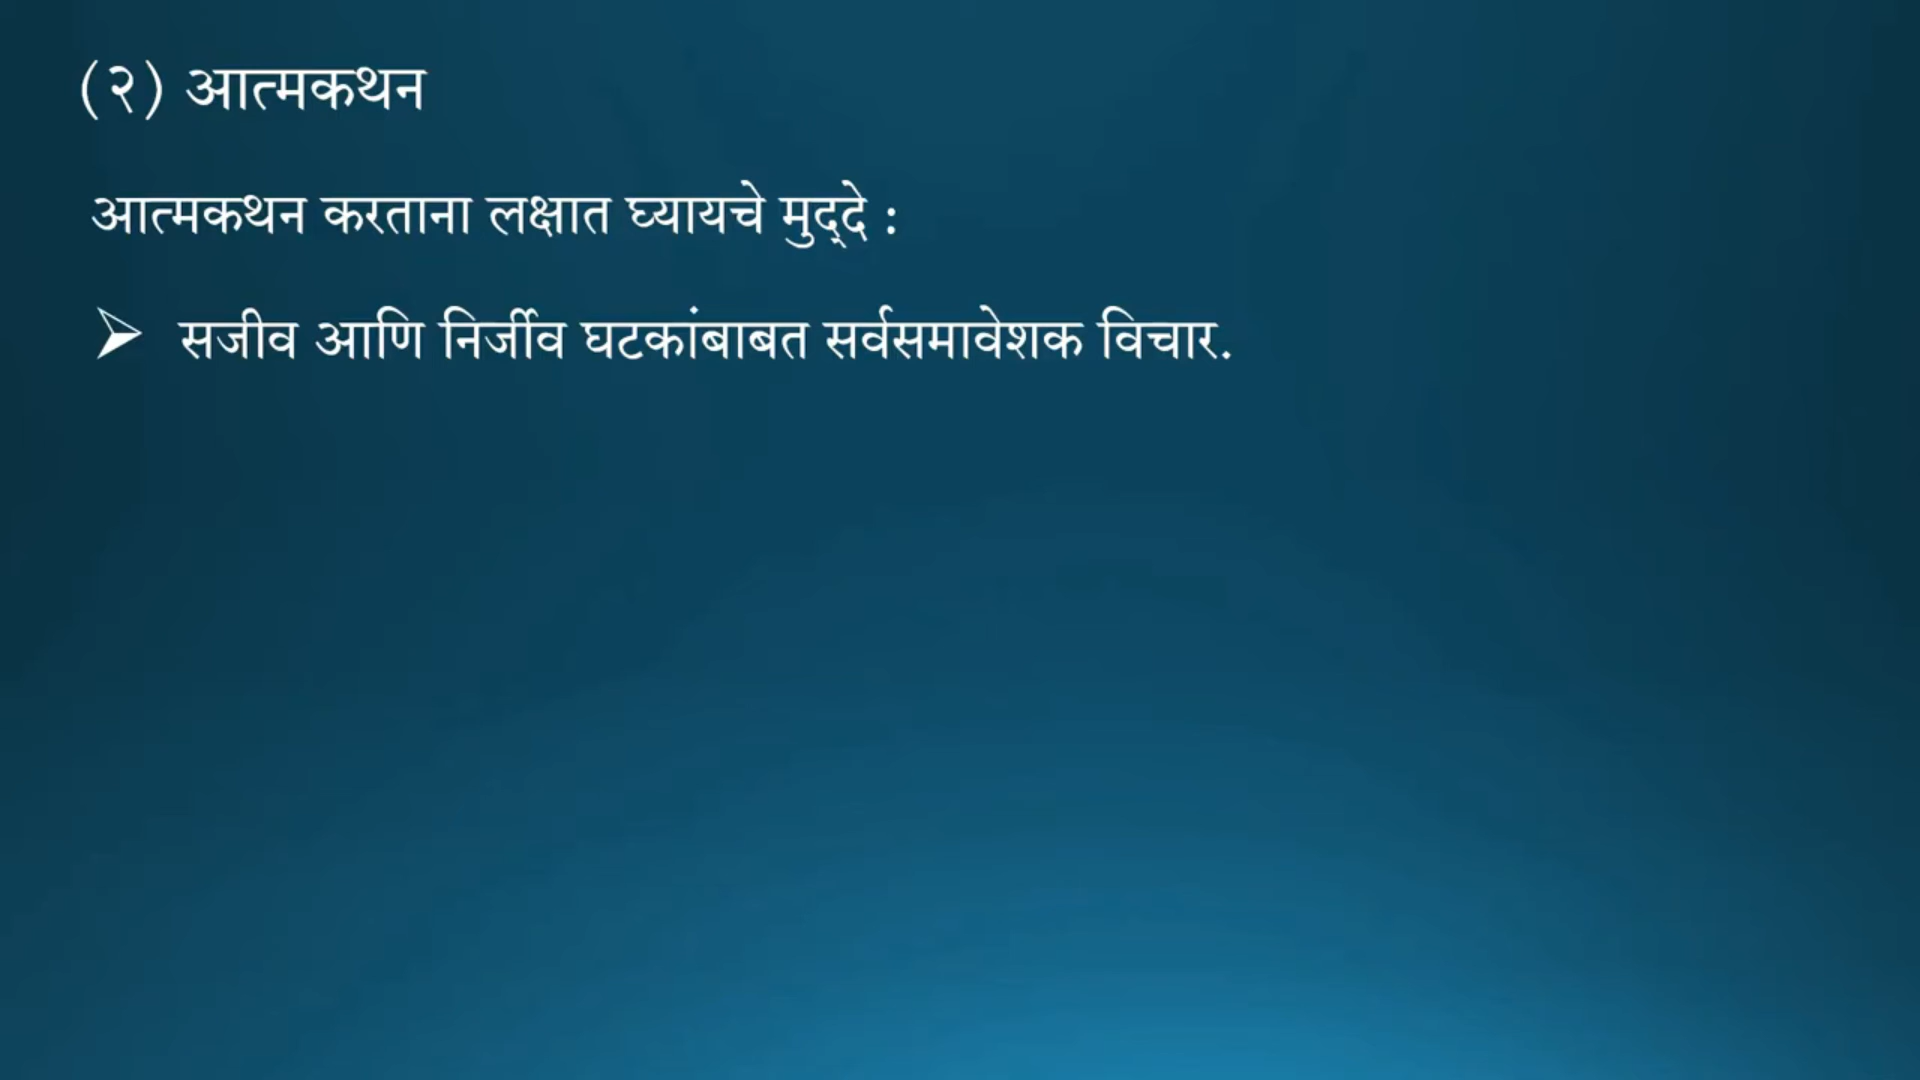 (२) आत्मकथन
आत्मकथन करताना लक्षात घ्यायचे मुद्‌दे :
➢ सजीव आणि निर्जीव घटकांबाबत सर्वसमावेशक विचार.